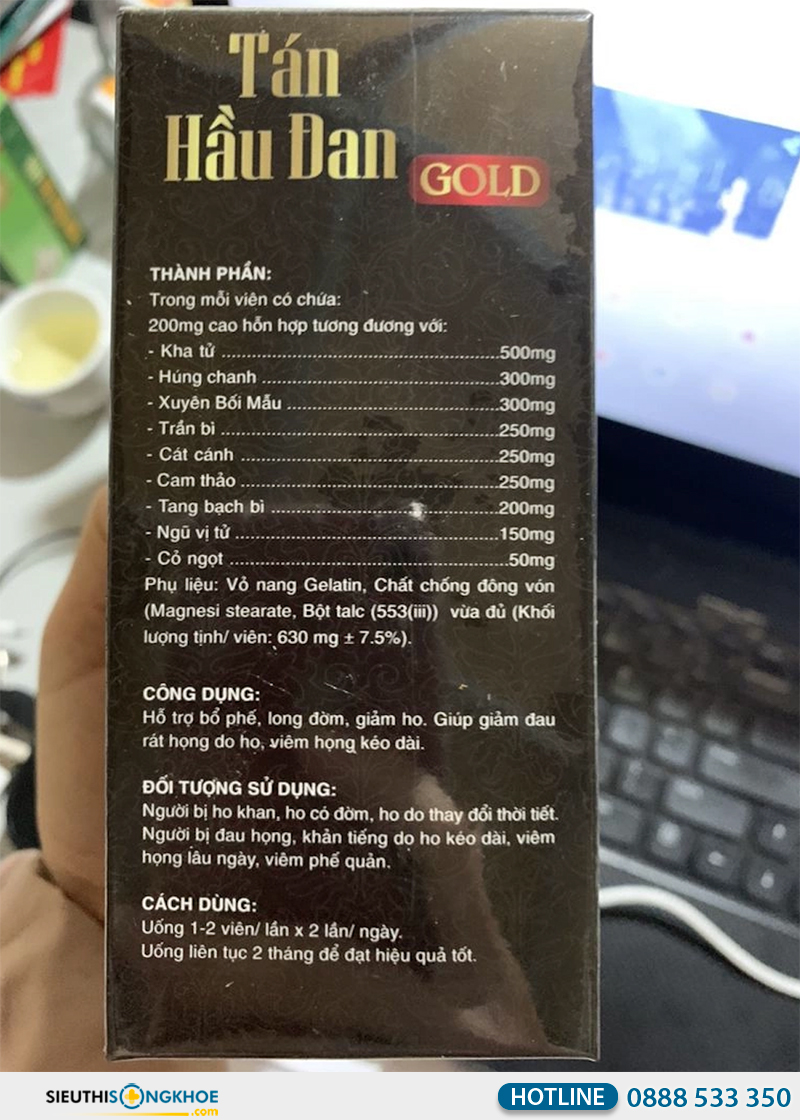 Tán
Hầu Đan
GOLD
THÀNH PHẦN:
Trong mỗi viên có chứa:
200mg cao hỗn hợp tương đương với:
- Kha tử ........ 500mg
- Húng chanh ........ 300mg
- Xuyên Bối Mẫu ........ 300mg
- Trần bì ........ 250mg
- Cát cánh ........ 250mg
- Cam thảo ........ 250mg
- Tang bạch bì ........ 200mg
- Ngũ vị tử ........ 150mg
- Cỏ ngọt ........ 50mg
Phụ liệu: Vỏ nang Gelatin, Chất chống đông vón
(Magnesi stearate, Bột talc (553(iii)) vừa đủ (Khối
lượng tịnh/ viên: 630 mg ± 7.5%).
CÔNG DỤNG:
Hỗ trợ bổ phế, long đờm, giảm ho. Giúp giảm đau
rát họng do ho, viêm họng kéo dài.
ĐỐI TƯỢNG SỬ DỤNG:
Người bị ho khan, ho có đờm, ho do thay đổi thời tiết.
Người bị đau họng, khản tiếng do ho kéo dài, viêm
họng lâu ngày, viêm phế quản.
CÁCH DÙNG:
Uống 1-2 viên/ lần x 2 lần/ ngày.
Uống liên tục 2 tháng để đạt hiệu quả tốt.
SIEUTHISONGKHOE
.com
HOTLINE 0888 533 350